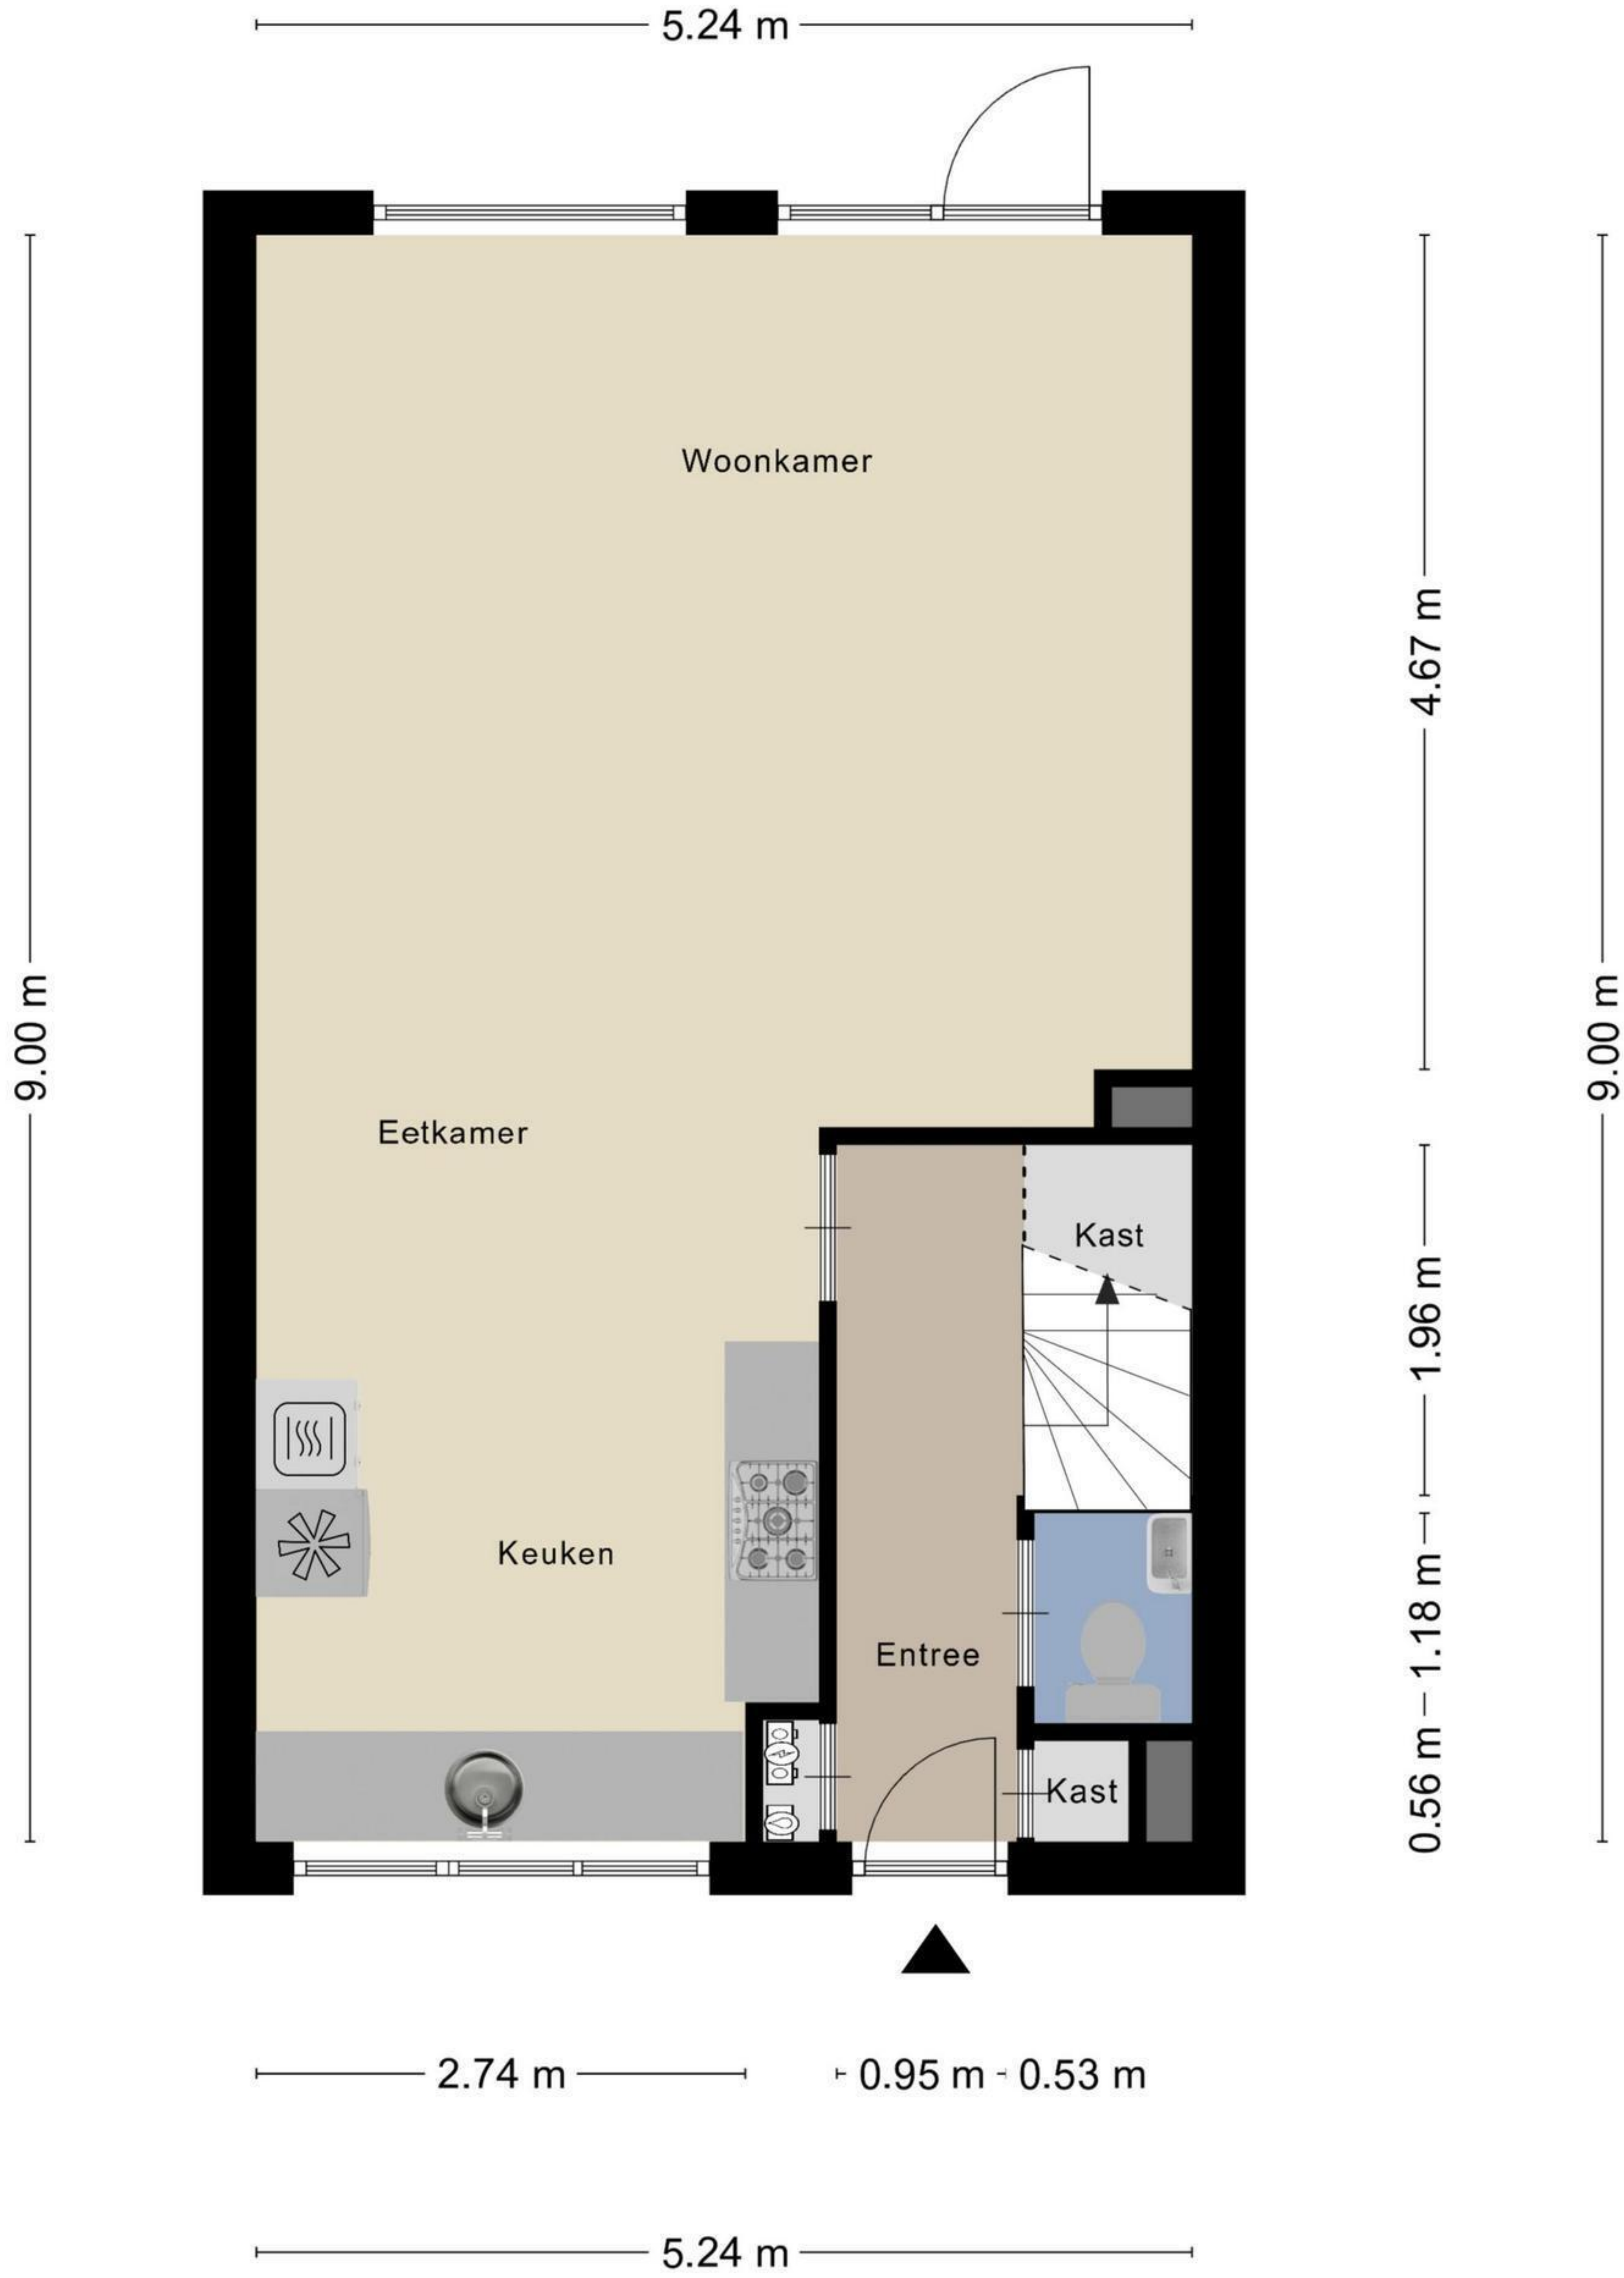 5.24 m
Woonkamer
4.67 m
9.00 m
9.00 m
Eetkamer
Kast
1.96 m
Keuken
1.18 m
Entree
0.56 m
Kast
2.74 m
0.95 m
0.53 m
5.24 m